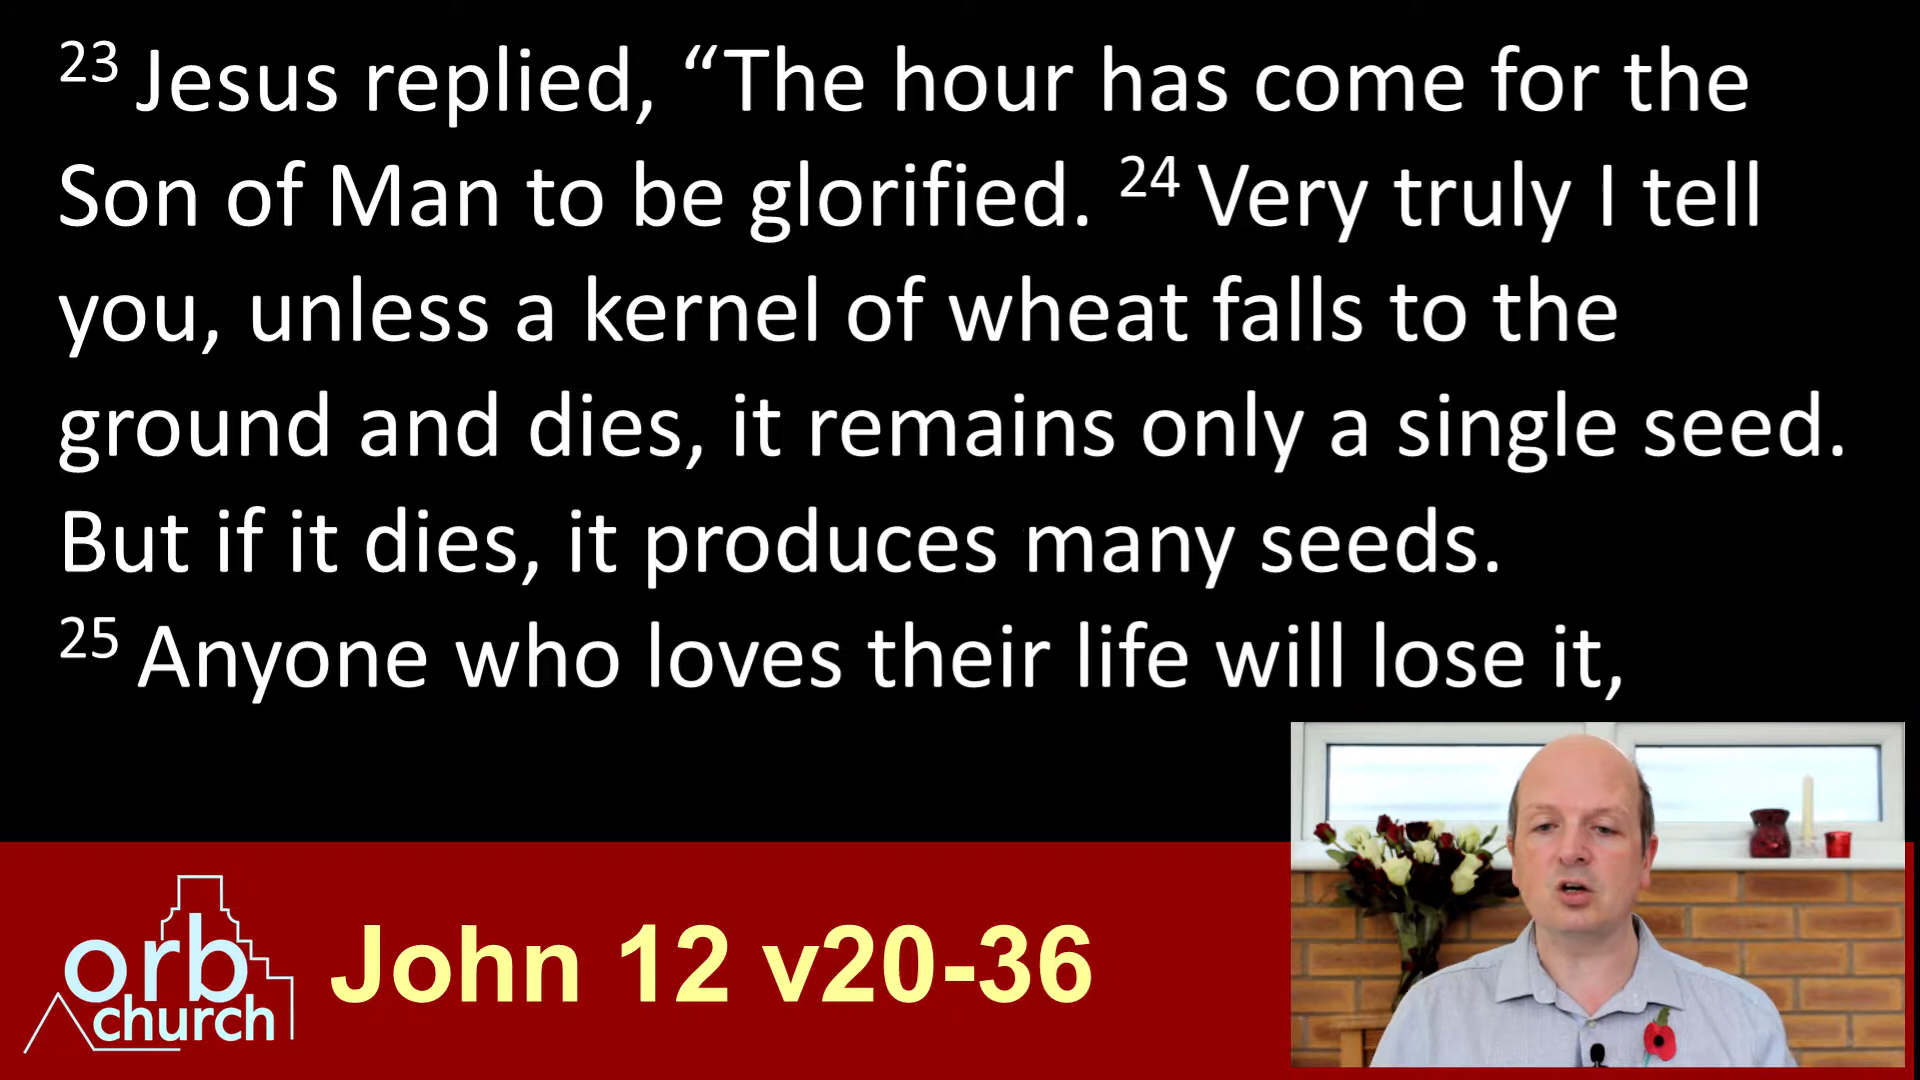 23 Jesus replied, “The hour has come for the
Son of Man to be glorified. 24 Very truly I tell
you, unless a kernel of wheat falls to the
ground and dies, it remains only a single seed.
But if it dies, it produces many seeds.
25 Anyone who loves their life will lose it,
orb
church
John 12 v20-36